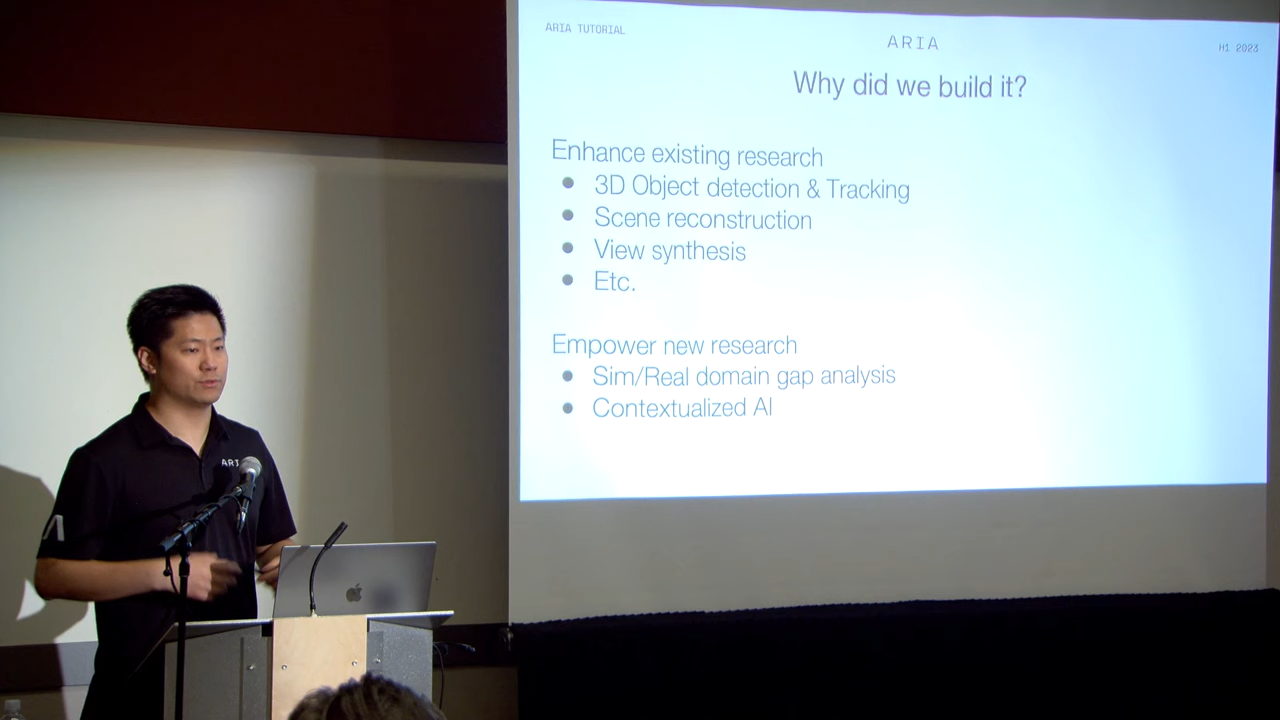 ARIA TUTORIAL
ARIA
H1 2023
Why did we build it?
Enhance existing research
● 3D Object detection & Tracking
● Scene reconstruction
● View synthesis
● Etc.
Empower new research
● Sim/Real domain gap analysis
● Contextualized AI
ARI